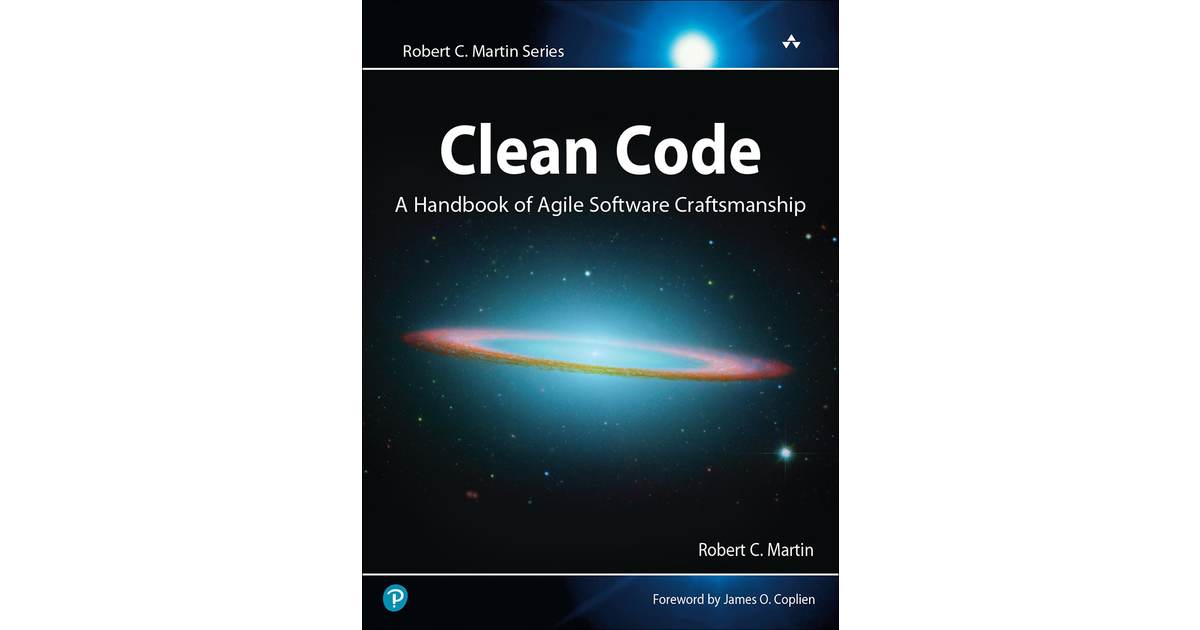 Robert C. Martin Series
Clean Code
A Handbook of Agile Software Craftsmanship
Robert C. Martin
Foreword by James O. Coplien